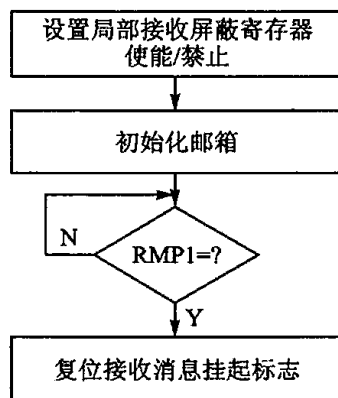 设置局部接收屏蔽寄存器
使能/禁止
初始化邮箱
N
RMP1=?
Y
复位接收消息挂起标志